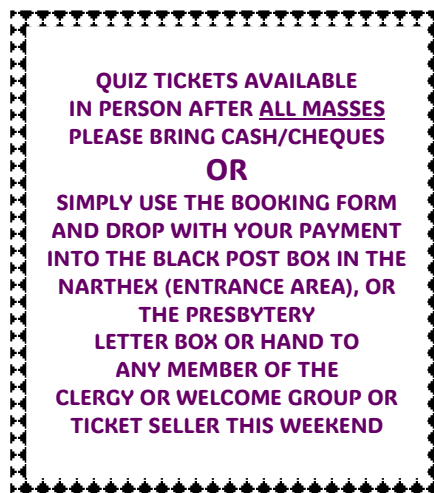 QUIZ TICKETS AVAILABLE
IN PERSON AFTER ALL MASSES
PLEASE BRING CASH/CHEQUES
OR
SIMPLY USE THE BOOKING FORM
AND DROP WITH YOUR PAYMENT
INTO THE BLACK POST BOX IN THE
NARTHEX (ENTRANCE AREA), OR
THE PRESBYTERY
LETTER BOX OR HAND TO
ANY MEMBER OF THE
CLERGY OR WELCOME GROUP OR
TICKET SELLER THIS WEEKEND